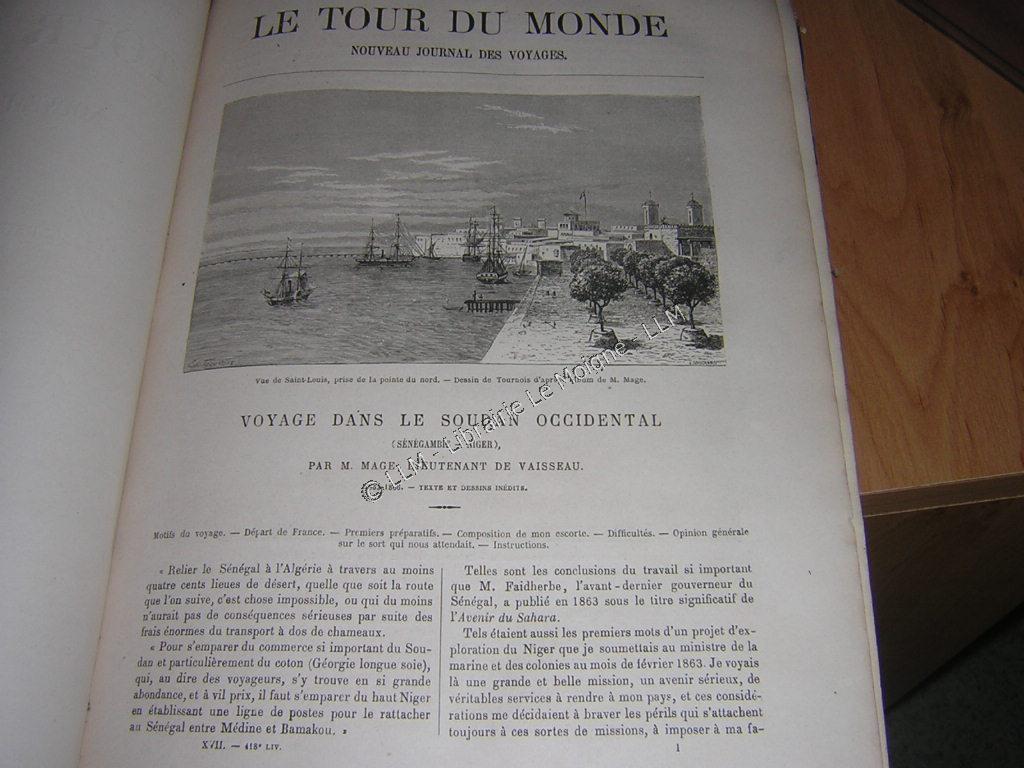 LE TOUR DU MONDE
NOUVEAU JOURNAL DES VOYAGES.
Vue de Saint-Louis, prise de la pointe du nord. — Dessin de Tournois d'après l'album de M. Mage.
VOYAGE DANS LE SOUDAN OCCIDENTAL
(SÉNÉGAMBIE — NIGER),
PAR M. MAGE, LIEUTENANT DE VAISSEAU.
1863-1866. — TEXTE ET DESSINS INÉDITS.
© LLM - Librairie Le Moigne - LLM
Motifs du voyage. — Départ de France. — Premiers préparatifs. — Composition de mon escorte. — Difficultés. — Opinion générale
sur le sort qui nous attendait. — Instructions.
« Relier le Sénégal à l'Algérie à travers au moins
quatre cents lieues de désert, quelle que soit la route
que l'on suive, c'est chose impossible, ou qui du moins
n'aurait pas de conséquences sérieuses par suite des
frais énormes du transport à dos de chameaux.
« Pour s'emparer du commerce si important du Sou-
dan et particulièrement du coton (Géorgie longue soie),
qui, au dire des voyageurs, s'y trouve en si grande
abondance, et à vil prix, il faut s'emparer du haut Niger
en établissant une ligne de postes pour le rattacher
au Sénégal entre Médine et Bamakou. »
Telles sont les conclusions du travail si important
que M. Faidherbe, l'avant-dernier gouverneur du
Sénégal, a publié en 1863 sous le titre significatif de
l'Avenir du Sahara.
Tels étaient aussi les premiers mots d'un projet d'ex-
ploration du Niger que je soumettais au ministre de la
marine et des colonies au mois de février 1863. Je voyais
là une grande et belle mission, un avenir sérieux, de
véritables services à rendre à mon pays, et ces considé-
rations me décidaient à braver les périls qui s'attachent
toujours à ces sortes de missions, à imposer à ma fa-
XVII. — 418e LIV.
1